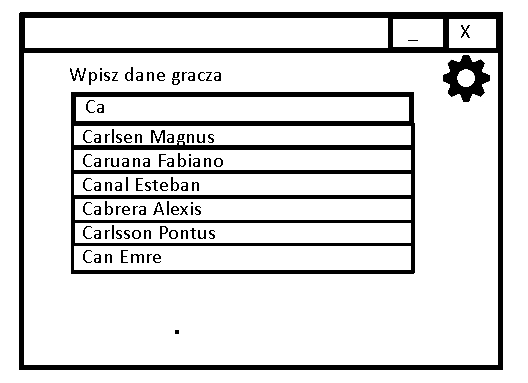 _ X
Wpisz dane gracza
Ca
Carlsen Magnus
Caruana Fabiano
Canal Esteban
Cabrera Alexis
Carlsson Pontus
Can Emre